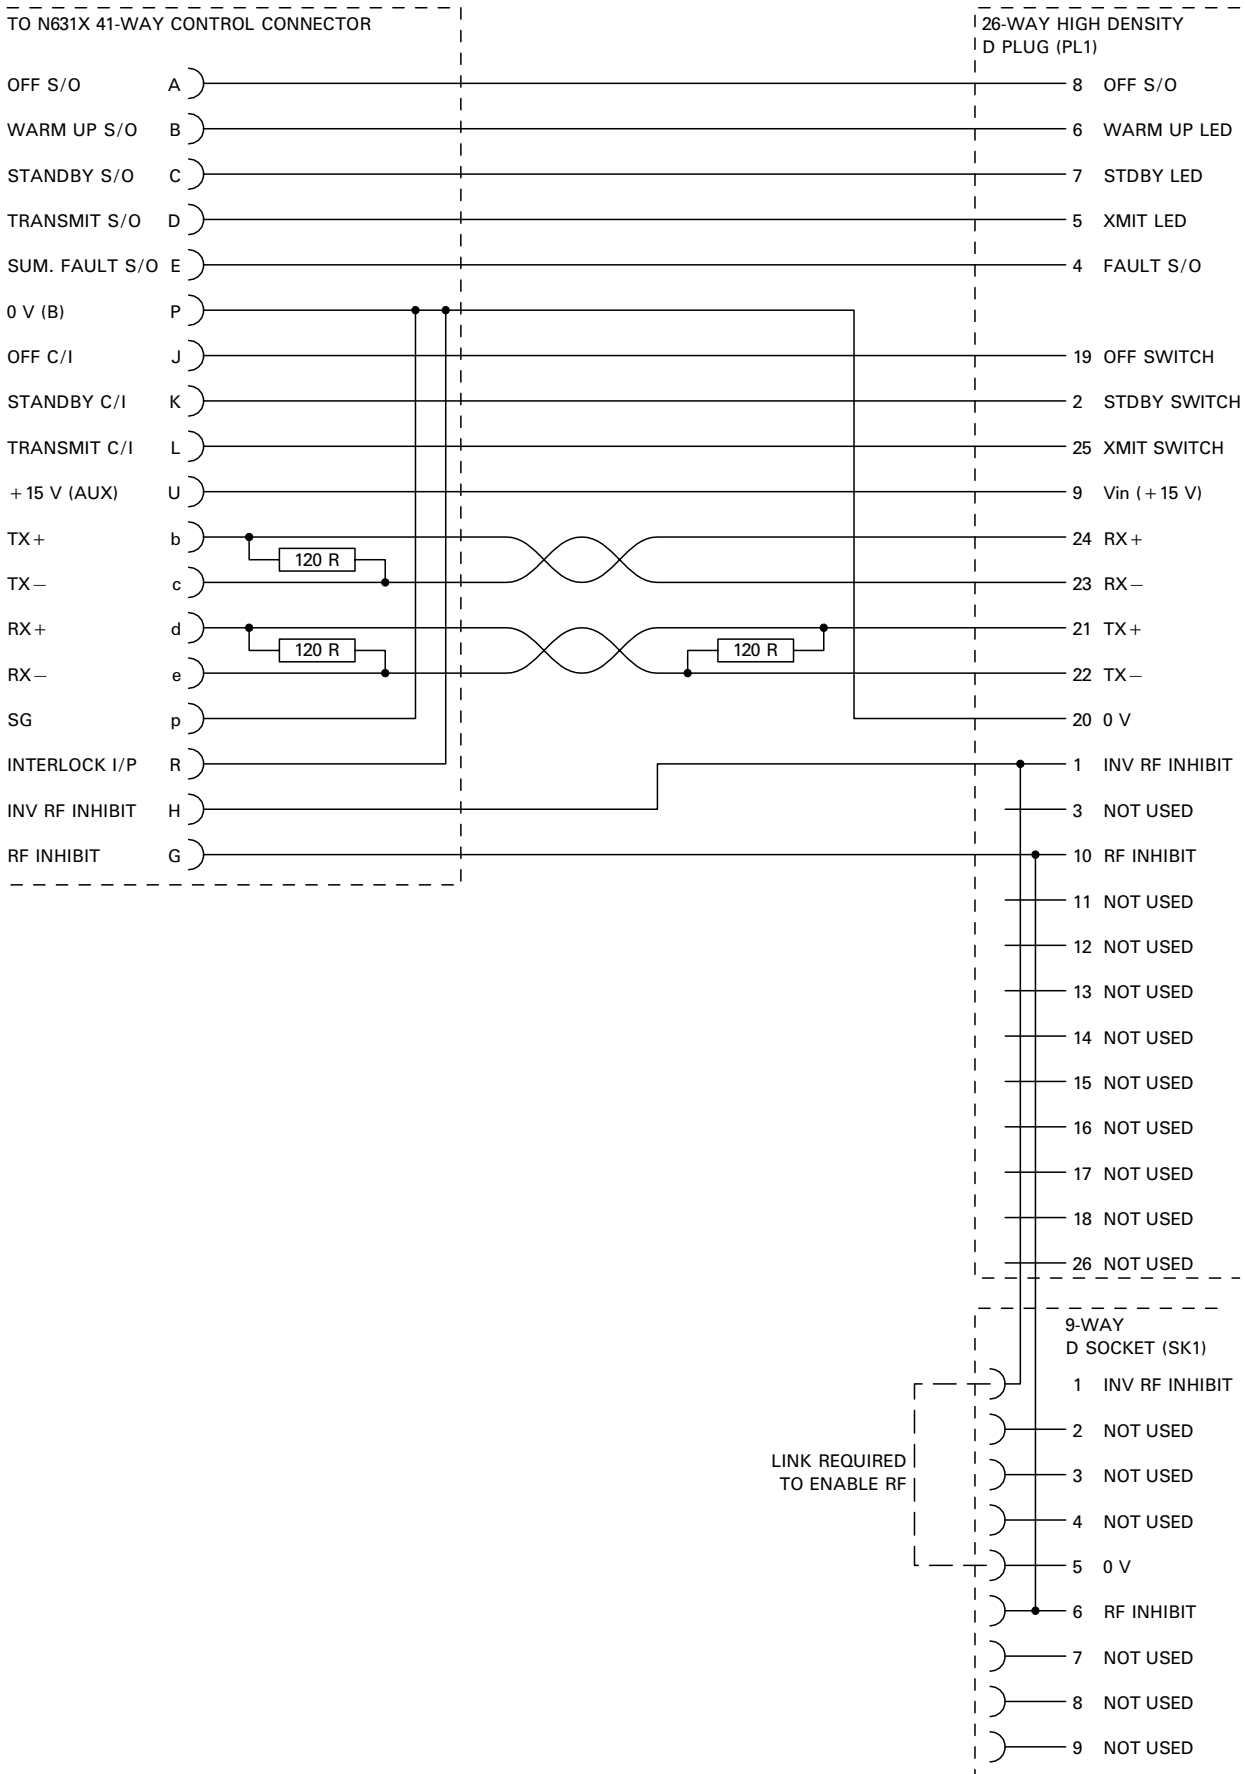 TO N631X 41-WAY CONTROL CONNECTOR
26-WAY HIGH DENSITY
D PLUG (PL1)
OFF S/O A 8 OFF S/O
WARM UP S/O B 6 WARM UP LED
STANDBY S/O C 7 STDBY LED
TRANSMIT S/O D 5 XMIT LED
SUM. FAULT S/O E 4 FAULT S/O
0 V (B) P
OFF C/I J 19 OFF SWITCH
STANDBY C/I K 2 STDBY SWITCH
TRANSMIT C/I L 25 XMIT SWITCH
+15 V (AUX) U 9 Vin (+15 V)
TX+ b 24 RX+
120 R
TX− c 23 RX−
RX+ d 21 TX+
120 R 120 R
RX− e 22 TX−
SG p 20 0 V
INTERLOCK I/P R 1 INV RF INHIBIT
INV RF INHIBIT H 3 NOT USED
RF INHIBIT G 10 RF INHIBIT
11 NOT USED
12 NOT USED
13 NOT USED
14 NOT USED
15 NOT USED
16 NOT USED
17 NOT USED
18 NOT USED
26 NOT USED
9-WAY
D SOCKET (SK1)
1 INV RF INHIBIT
2 NOT USED
LINK REQUIRED
TO ENABLE RF
3 NOT USED
4 NOT USED
5 0 V
6 RF INHIBIT
7 NOT USED
8 NOT USED
9 NOT USED